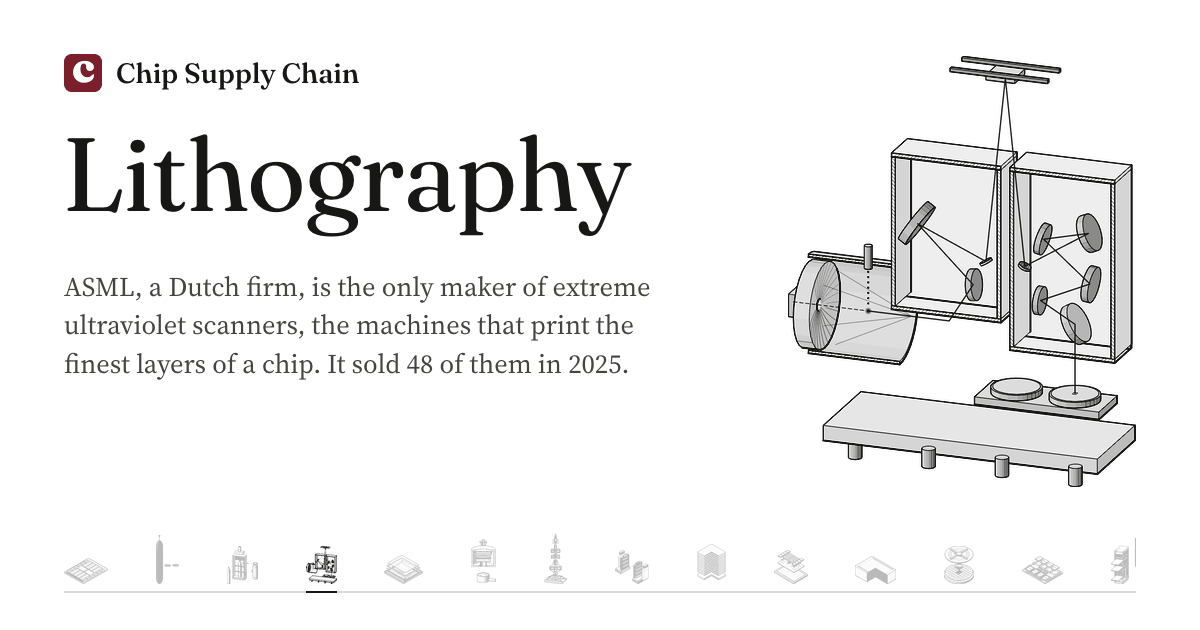 C Chip Supply Chain
Lithography
ASML, a Dutch firm, is the only maker of extreme
ultraviolet scanners, the machines that print the
finest layers of a chip. It sold 48 of them in 2025.